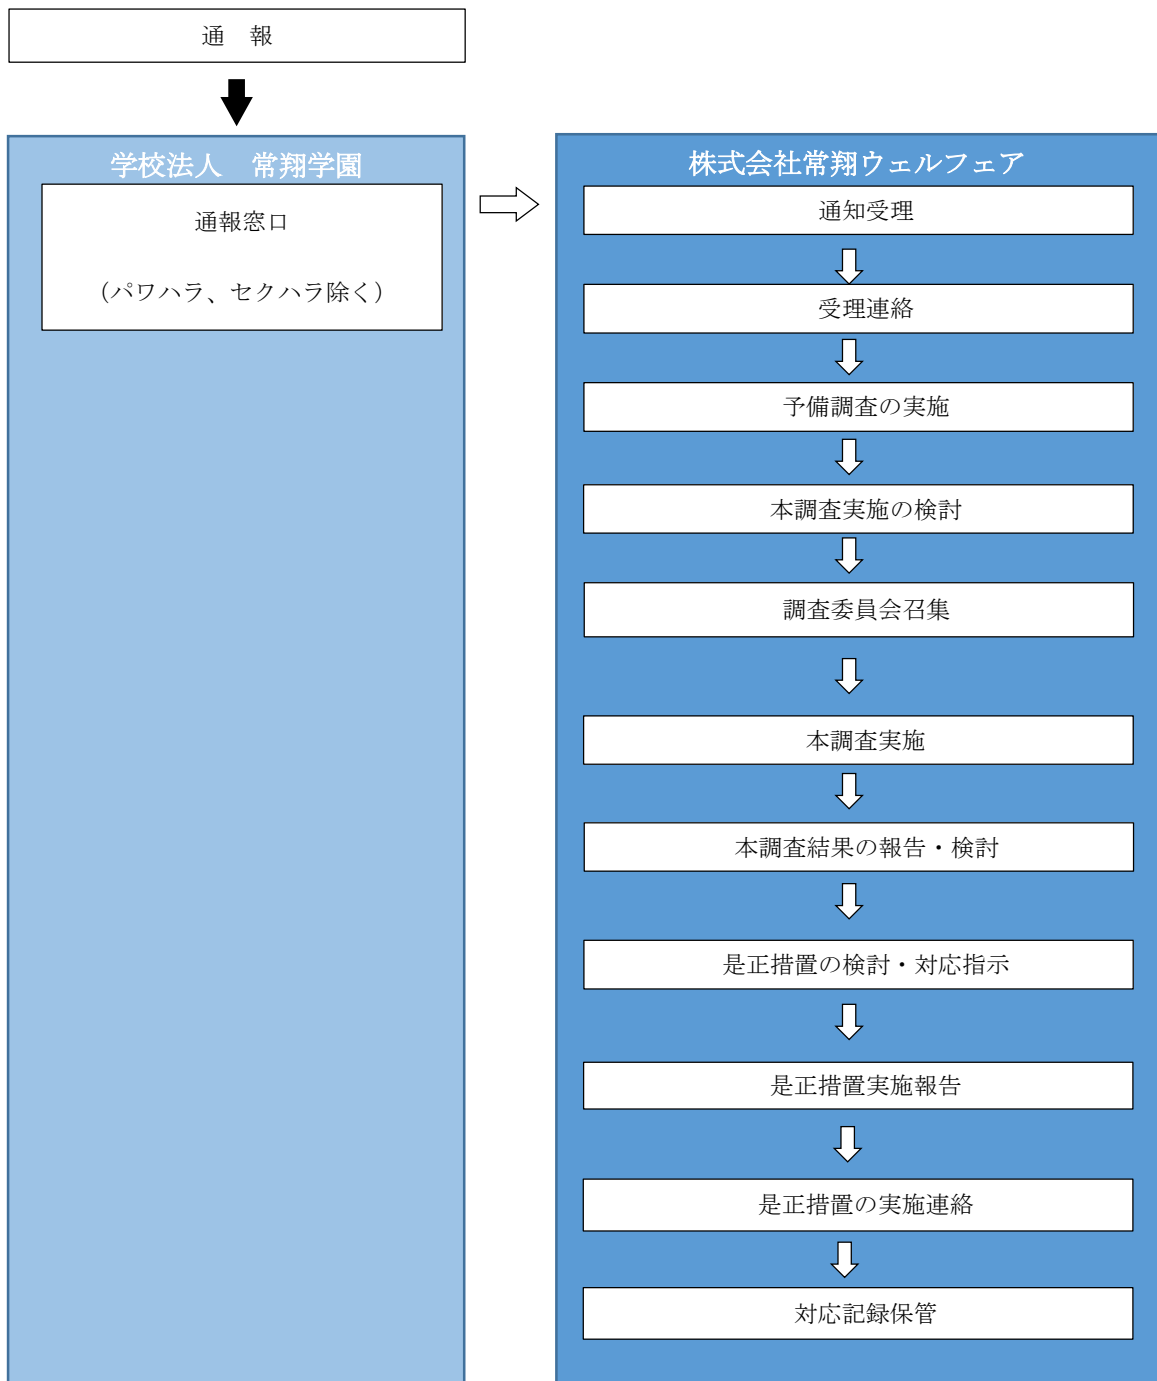 通　報
学校法人　常翔学園
通報窓口
（パワハラ、セクハラ除く）
株式会社常翔ウェルフェア
通知受理
受理連絡
予備調査の実施
本調査実施の検討
調査委員会召集
本調査実施
本調査結果の報告・検討
是正措置の検討・対応指示
是正措置実施報告
是正措置の実施連絡
対応記録保管